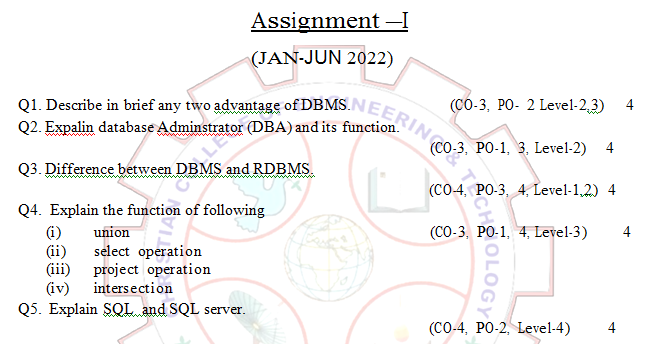 Assignment –I
(JAN-JUN 2022)
Q1. Describe in brief any two advantage of DBMS. (CO-3, PO- 2 Level-2,3) 4
Q2. Expalin database Adminstrator (DBA) and its function.
(CO-3, PO-1, 3, Level-2) 4
Q3. Difference between DBMS and RDBMS.
(CO-4, PO-3, 4, Level-1,2) 4
Q4. Explain the function of following
(i) union (CO-3, PO-1, 4, Level-3) 4
(ii) select operation
(iii) project operation
(iv) intersection
Q5. Explain SQL and SQL server.
(CO-4, PO-2, Level-4) 4
CHRISTIAN COLLEGE ENGINEERING & TECHNOLOGY